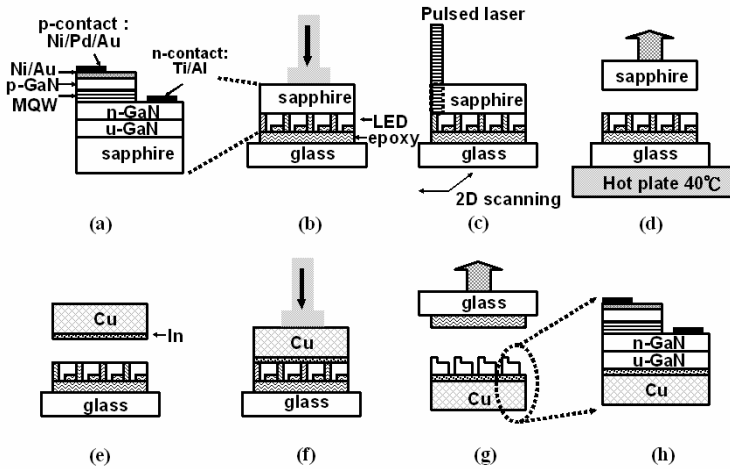 p-contact :
Ni/Pd/Au
n-contact:
Ti/Al
Ni/Au
p-GaN
MQW
n-GaN
u-GaN
sapphire
(a)
sapphire
LED
epoxy
glass
(b)
Pulsed laser
sapphire
glass
2D scanning
(c)
sapphire
glass
Hot plate 40℃
(d)
Cu
In
glass
(e)
Cu
glass
(f)
glass
Cu
(g)
n-GaN
u-GaN
Cu
(h)